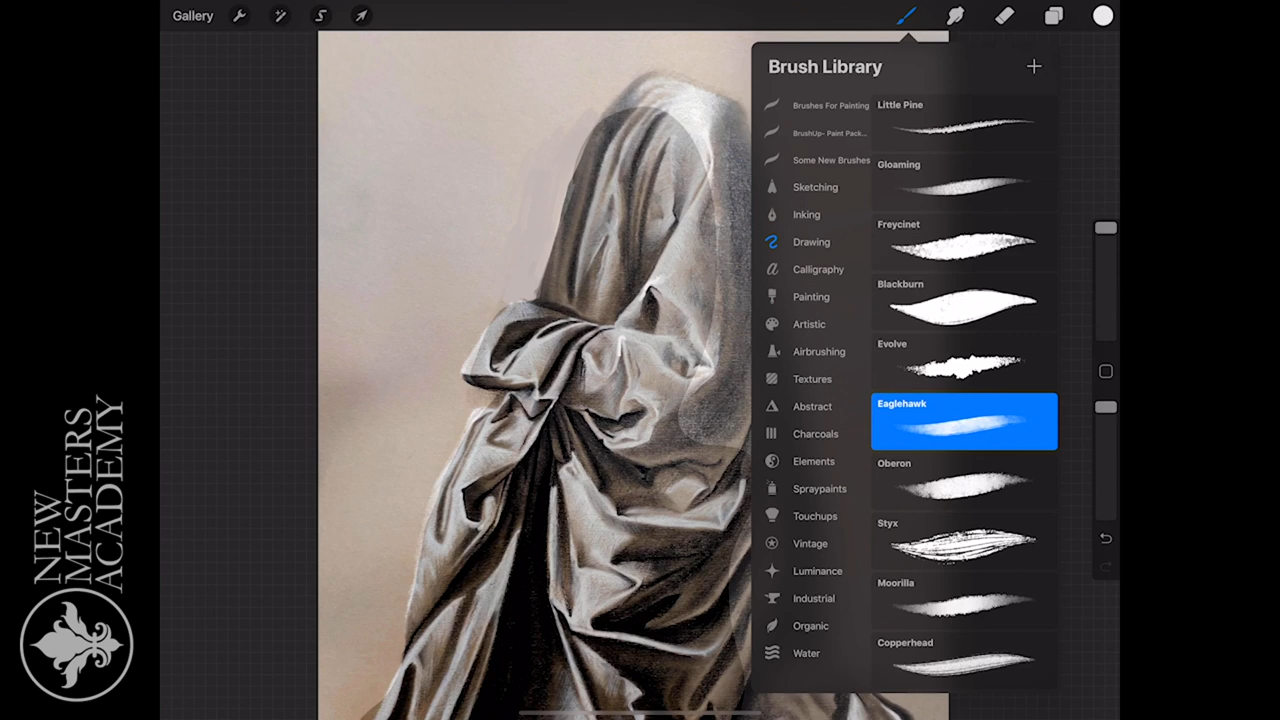 Gallery
Brush Library
Brushes For Painting
BrushUp- Paint Pack...
Some New Brushes
Sketching
Inking
Drawing
Calligraphy
Painting
Artistic
Airbrushing
Textures
Abstract
Charcoals
Elements
Spraypaints
Touchups
Vintage
Luminance
Industrial
Organic
Water
Little Pine
Gloaming
Freycinet
Blackburn
Evolve
Eaglehawk
Oberon
Styx
Moorilla
Copperhead
NEW
MASTERS
ACADEMY